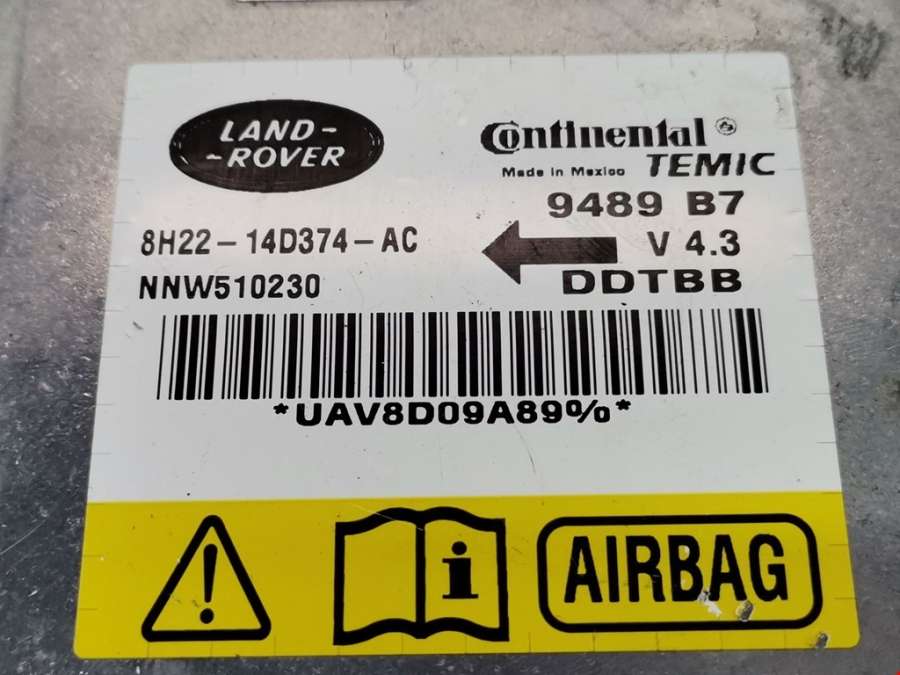 LAND-
-ROVER
Continental
Made in Mexico TEMIC
9489 B7
8H22-14D374-AC
V 4.3
NNW510230
DDTBB
*UAV8D09A89%*
i
AIRBAG